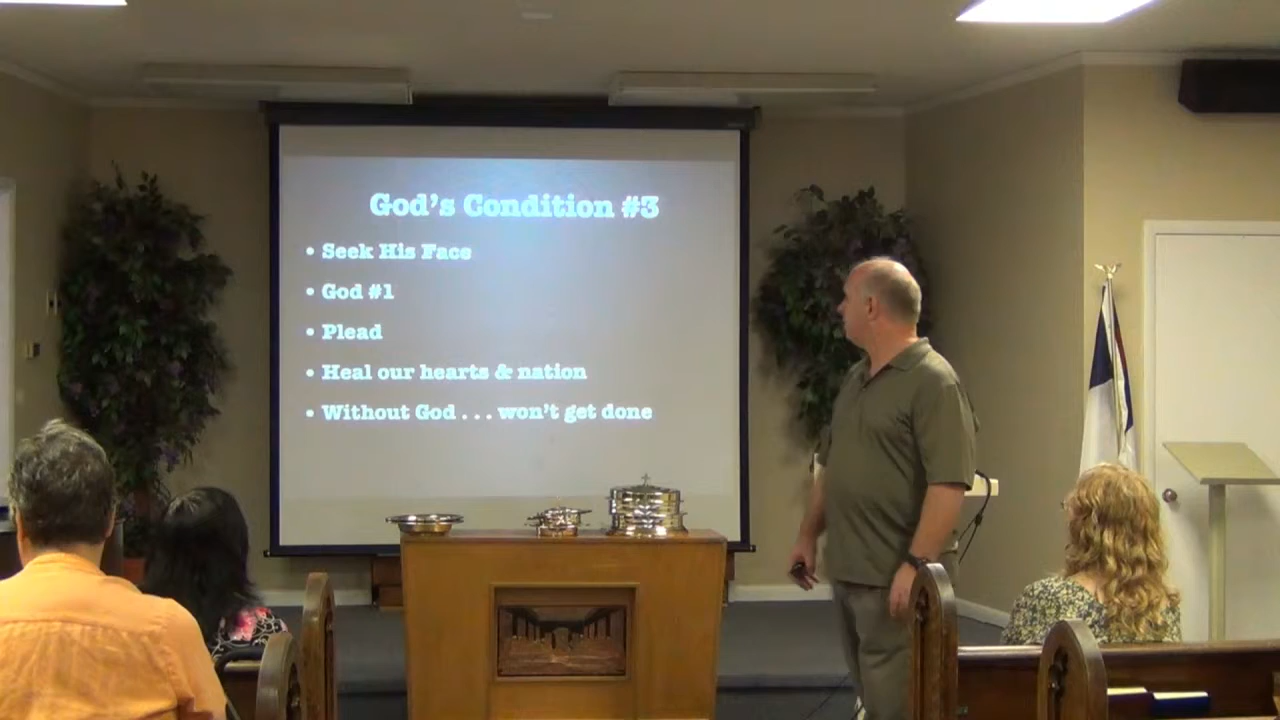 God's Condition #3
• Seek His Face
• God #1
• Plead
• Heal our hearts & nation
• Without God . . . won't get done